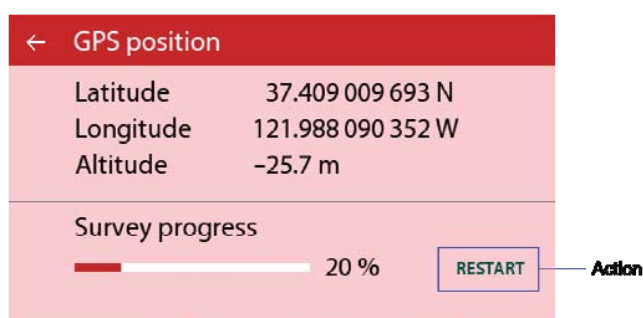 ← GPS position
Latitude 37.409 009 693 N
Longitude 121.988 090 352 W
Altitude –25.7 m
Survey progress
20 % RESTART Action